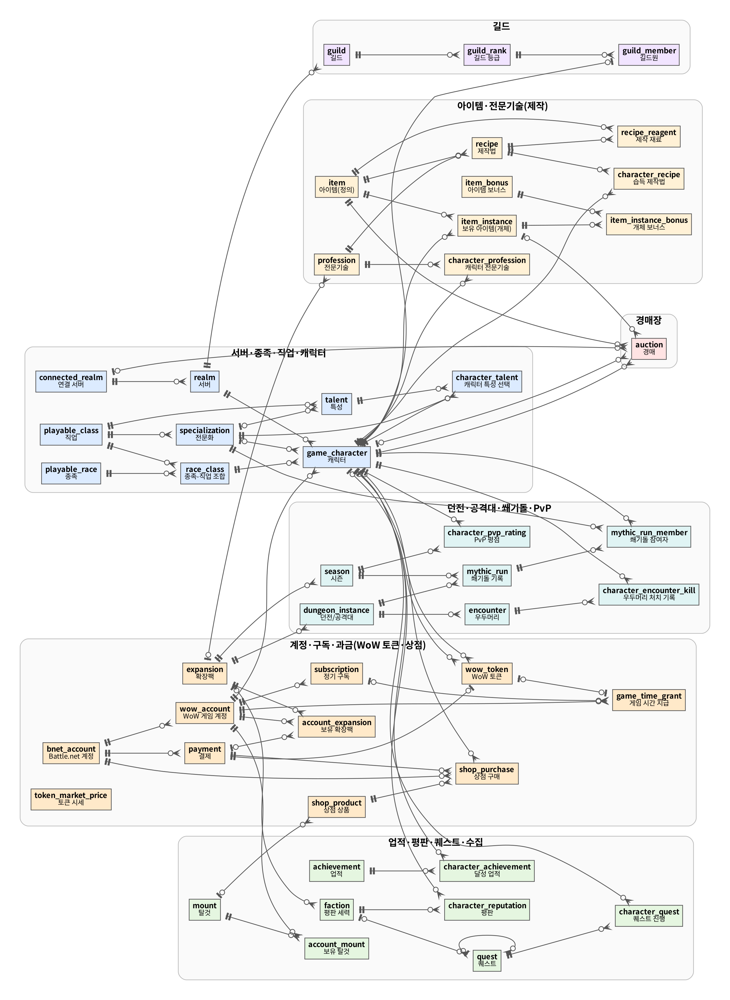 길드
guild
길드
guild_rank
길드 등급
guild_member
길드원
아이템·전문기술(제작)
recipe_reagent
제작 재료
recipe
제작법
character_recipe
습득 제작법
item
아이템(정의)
item_bonus
아이템 보너스
item_instance
보유 아이템(개체)
item_instance_bonus
개체 보너스
profession
전문기술
character_profession
캐릭터 전문기술
경매장
auction
경매
서버·종족·직업·캐릭터
connected_realm
연결 서버
realm
서버
character_talent
캐릭터 특성 선택
talent
특성
playable_class
직업
specialization
전문화
game_character
캐릭터
playable_race
종족
race_class
종족-직업 조합
던전·공격대·쐐기돌·PvP
character_pvp_rating
PvP 평점
mythic_run_member
쐐기돌 참여자
season
시즌
mythic_run
쐐기돌 기록
character_encounter_kill
우두머리 처치 기록
dungeon_instance
던전/공격대
encounter
우두머리
계정·구독·과금(WoW 토큰·상점)
expansion
확장팩
subscription
정기 구독
wow_token
WoW 토큰
game_time_grant
게임 시간 지급
wow_account
WoW 게임 계정
account_expansion
보유 확장팩
bnet_account
Battle.net 계정
payment
결제
shop_purchase
상점 구매
token_market_price
토큰 시세
shop_product
상점 상품
업적·평판·퀘스트·수집
achievement
업적
character_achievement
달성 업적
mount
탈것
faction
평판 세력
character_reputation
평판
character_quest
퀘스트 진행
account_mount
보유 탈것
quest
퀘스트